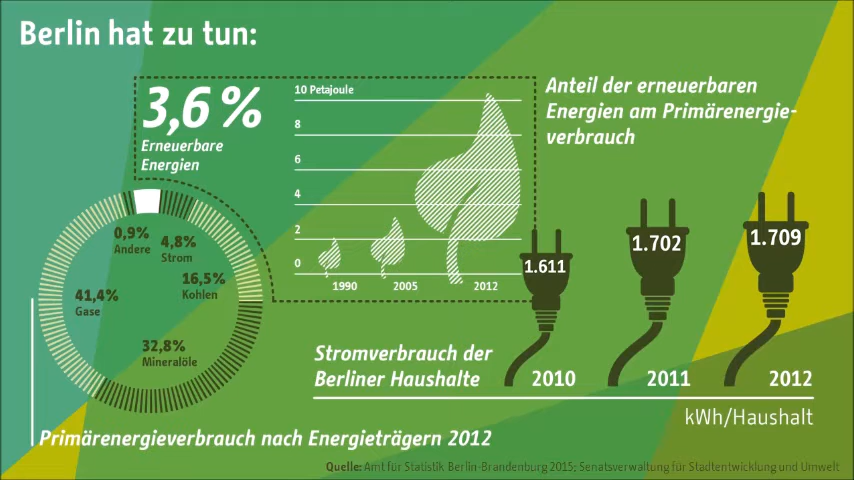 Berlin hat zu tun:
3,6 %
Erneuerbare
Energien
10 Petajoule
8
6
4
2
0
1990
2005
2012
Anteil der erneuerbaren
Energien am Primärenergie-
verbrauch
0,9%
Andere
4,8%
Strom
16,5%
Kohlen
41,4%
Gase
32,8%
Mineralöle
Primärenergieverbrauch nach Energieträgern 2012
1.611
1.702
1.709
Stromverbrauch der
Berliner Haushalte
2010
2011
2012
kWh/Haushalt
Quelle: Amt für Statistik Berlin-Brandenburg 2015; Senatsverwaltung für Stadtentwicklung und Umwelt